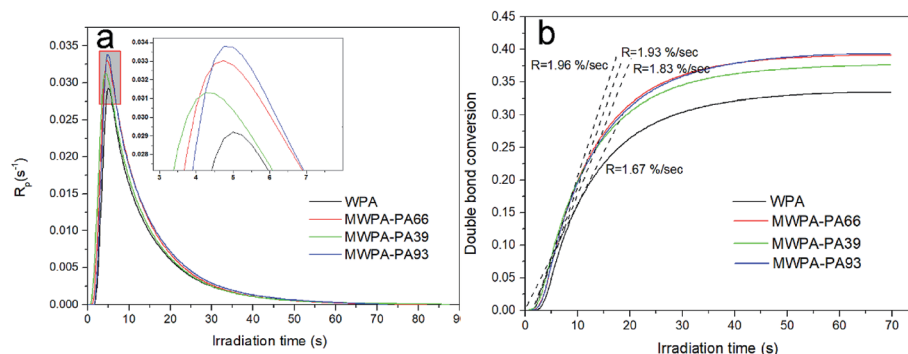 a
0.035
0.030
0.025
0.020
0.015
0.010
0.005
0.000
Rp(s-1)
0.034
0.033
0.032
0.031
0.030
0.029
0.028
3 4 5 6 7
WPA
MWPA-PA66
MWPA-PA39
MWPA-PA93
0 10 20 30 40 50 60 70 80 90
Irradiation time (s)
b
0.45
0.40
0.35
0.30
0.25
0.20
0.15
0.10
0.05
0.00
Double bond conversion
R=1.93 %/sec
R=1.96 %/sec
R=1.83 %/sec
R=1.67 %/sec
WPA
MWPA-PA66
MWPA-PA39
MWPA-PA93
0 10 20 30 40 50 60 70
Irradiation time (s)